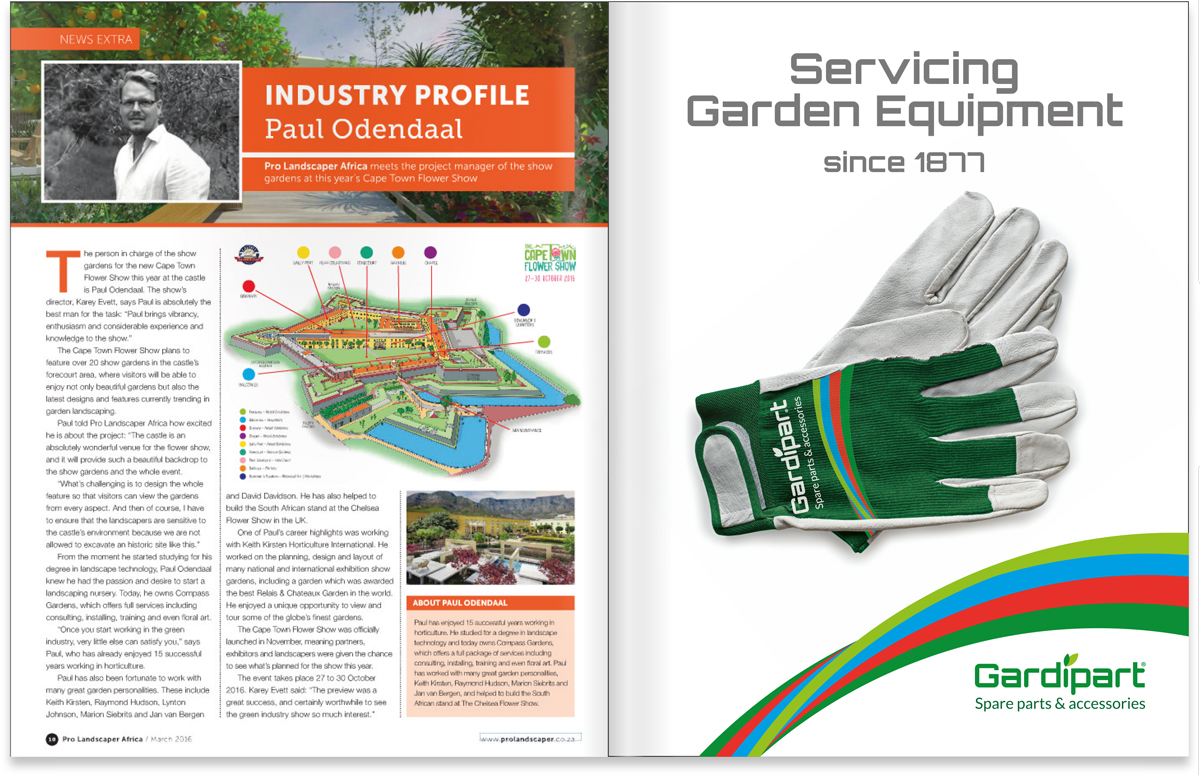 NEWS EXTRA
INDUSTRY PROFILE
Paul Odendaal
Pro Landscaper Africa meets the project manager of the show
gardens at this year's Cape Town Flower Show
The person in charge of the show
gardens for the new Cape Town
Flower Show this year at the castle
is Paul Odendaal. The show's
director, Karey Evett, says Paul is absolutely the
best man for the task: "Paul brings vibrancy,
enthusiasm and considerable experience and
knowledge to the show."
The Cape Town Flower Show plans to
feature over 20 show gardens in the castle's
forecourt area, where visitors will be able to
enjoy not only beautiful gardens but also the
latest designs and features currently trending in
garden landscaping.
Paul told Pro Landscaper Africa how excited
he is about the project: "The castle is an
absolutely wonderful venue for the flower show,
and it will provide such a beautiful backdrop to
the show gardens and the whole event.
"What's challenging is to design the whole
feature so that visitors can view the gardens
from every aspect. And then of course, I have
to ensure that the landscapers are sensitive to
the castle's environment because we are not
allowed to excavate an historic site like this."
From the moment he started studying for his
degree in landscape technology, Paul Odendaal
knew he had the passion and desire to start a
landscaping nursery. Today, he owns Compass
Gardens, which offers full services including
consulting, installing, training and even floral art.
"Once you start working in the green
industry, very little else can satisfy you," says
Paul, who has already enjoyed 15 successful
years working in horticulture.
Paul has also been fortunate to work with
many great garden personalities. These include
Keith Kirsten, Raymond Hudson, Lynton
Johnson, Marion Siebrits and Jan van Bergen
THE
CAPE TOWN
FLOWER SHOW
27-30 OCTOBER 2016
and David Davidson. He has also helped to
build the South African stand at the Chelsea
Flower Show in the UK.
One of Paul's career highlights was working
with Keith Kirsten Horticulture International. He
worked on the planning, design and layout of
many national and international exhibition show
gardens, including a garden which was awarded
the best Relais & Chateaux Garden in the world.
He enjoyed a unique opportunity to view and
tour some of the globe's finest gardens.
The Cape Town Flower Show was officially
launched in November, meaning partners,
exhibitors and landscapers were given the chance
to see what's planned for the show this year.
The event takes place 27 to 30 October
2016. Karey Evett said: "The preview was a
great success, and certainly worthwhile to see
the green industry show so much interest."
ABOUT PAUL ODENDAAL
Paul has enjoyed 15 successful years working in
horticulture. He studied for a degree in landscape
technology and today owns Compass Gardens,
which offers a full package of services including
consulting, installing, training and even floral art. Paul
has worked with many great garden personalities,
Keith Kirsten, Raymond Hudson, Marion Siebrits and
Jan van Bergen, and helped to build the South
African stand at The Chelsea Flower Show.
18 Pro Landscaper Africa / March 2016
www.prolandscaper.co.za
Servicing
Garden Equipment
since 1877
Gardipart
Spare parts & accessories
Gardipart®
Spare parts & accessories